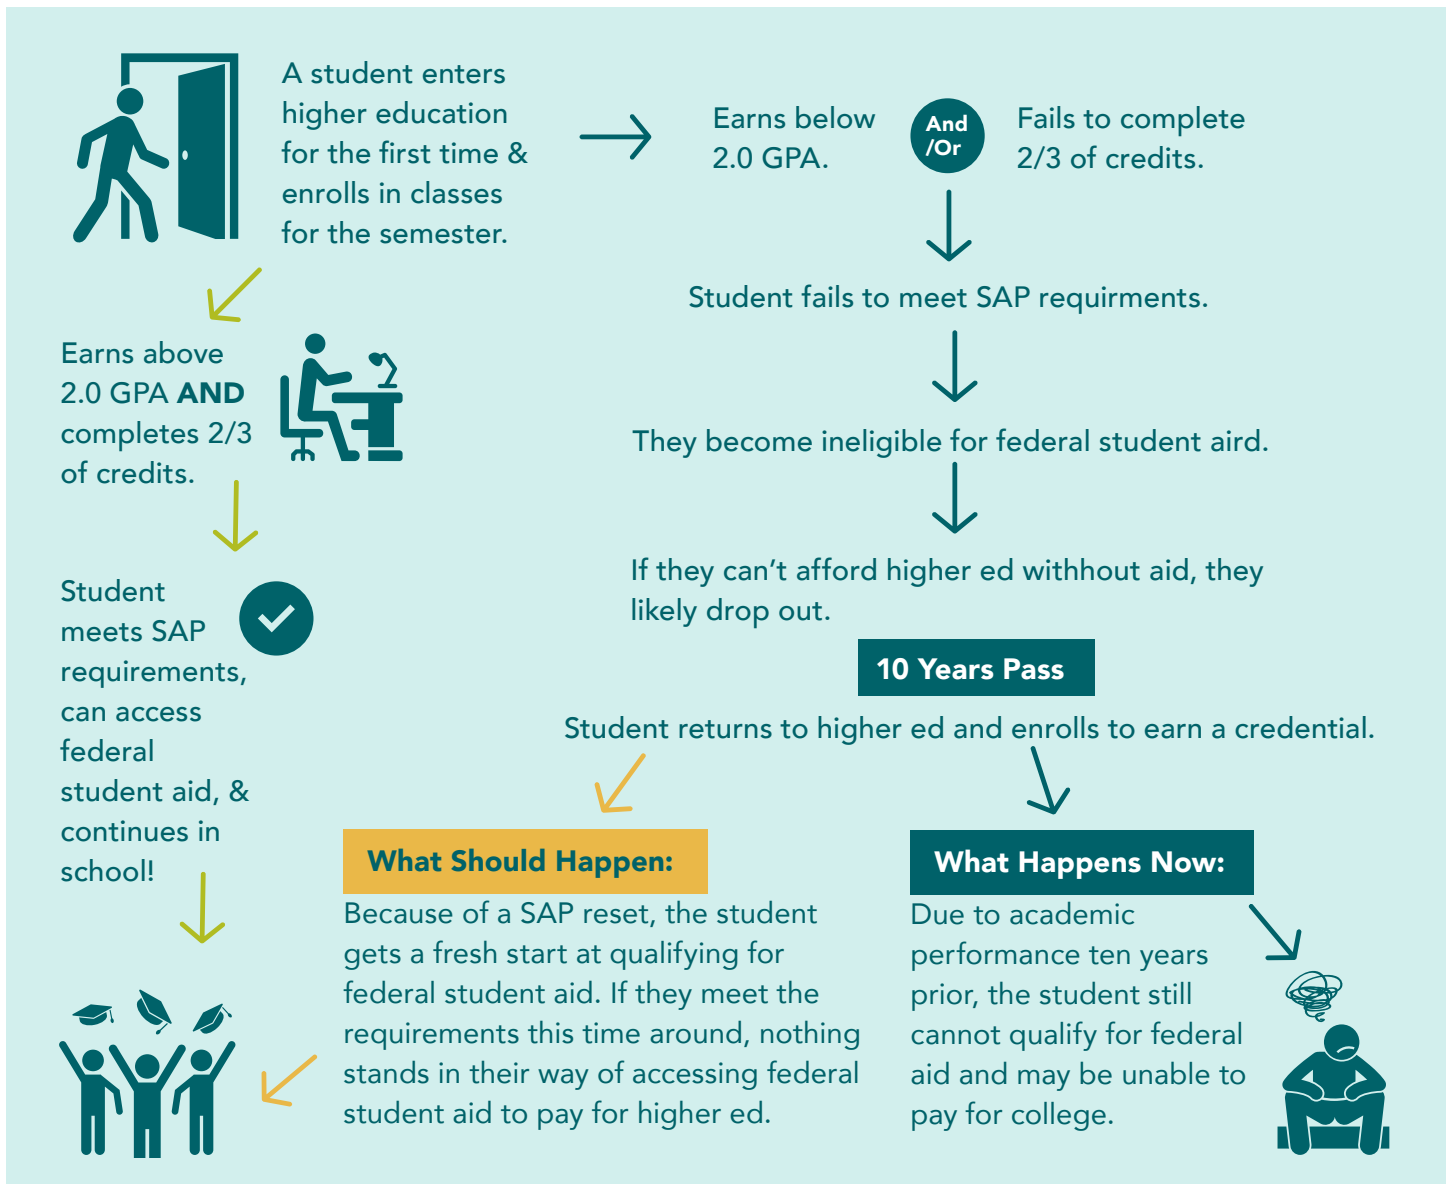 A student enters
higher education
for the first time &
enrolls in classes
for the semester.
Earns below
2.0 GPA.
And
/Or
Fails to complete
2/3 of credits.
Student fails to meet SAP requirments.
They become ineligible for federal student aird.
If they can't afford higher ed withhout aid, they
likely drop out.
10 Years Pass
Student returns to higher ed and enrolls to earn a credential.
Earns above
2.0 GPA AND
completes 2/3
of credits.
Student
meets SAP
requirements,
can access
federal
student aid, &
continues in
school!
What Should Happen:
Because of a SAP reset, the student
gets a fresh start at qualifying for
federal student aid. If they meet the
requirements this time around, nothing
stands in their way of accessing federal
student aid to pay for higher ed.
What Happens Now:
Due to academic
performance ten years
prior, the student still
cannot qualify for federal
aid and may be unable to
pay for college.